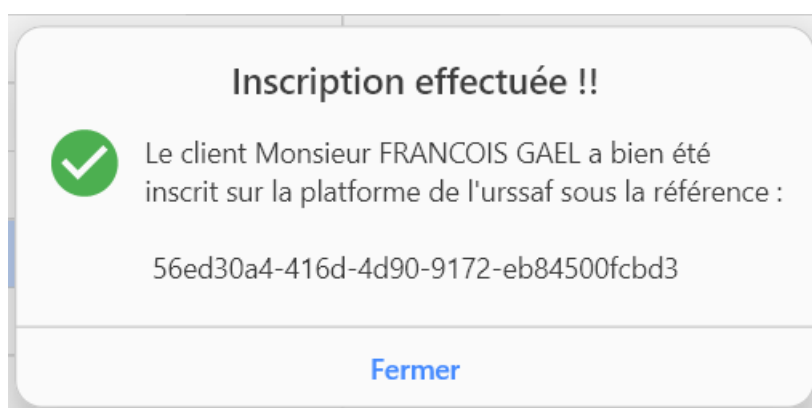 Inscription effectuée !!
Le client Monsieur FRANCOIS GAEL a bien été
inscrit sur la platforme de l'urssaf sous la référence :
56ed30a4-416d-4d90-9172-eb84500fcbd3
Fermer